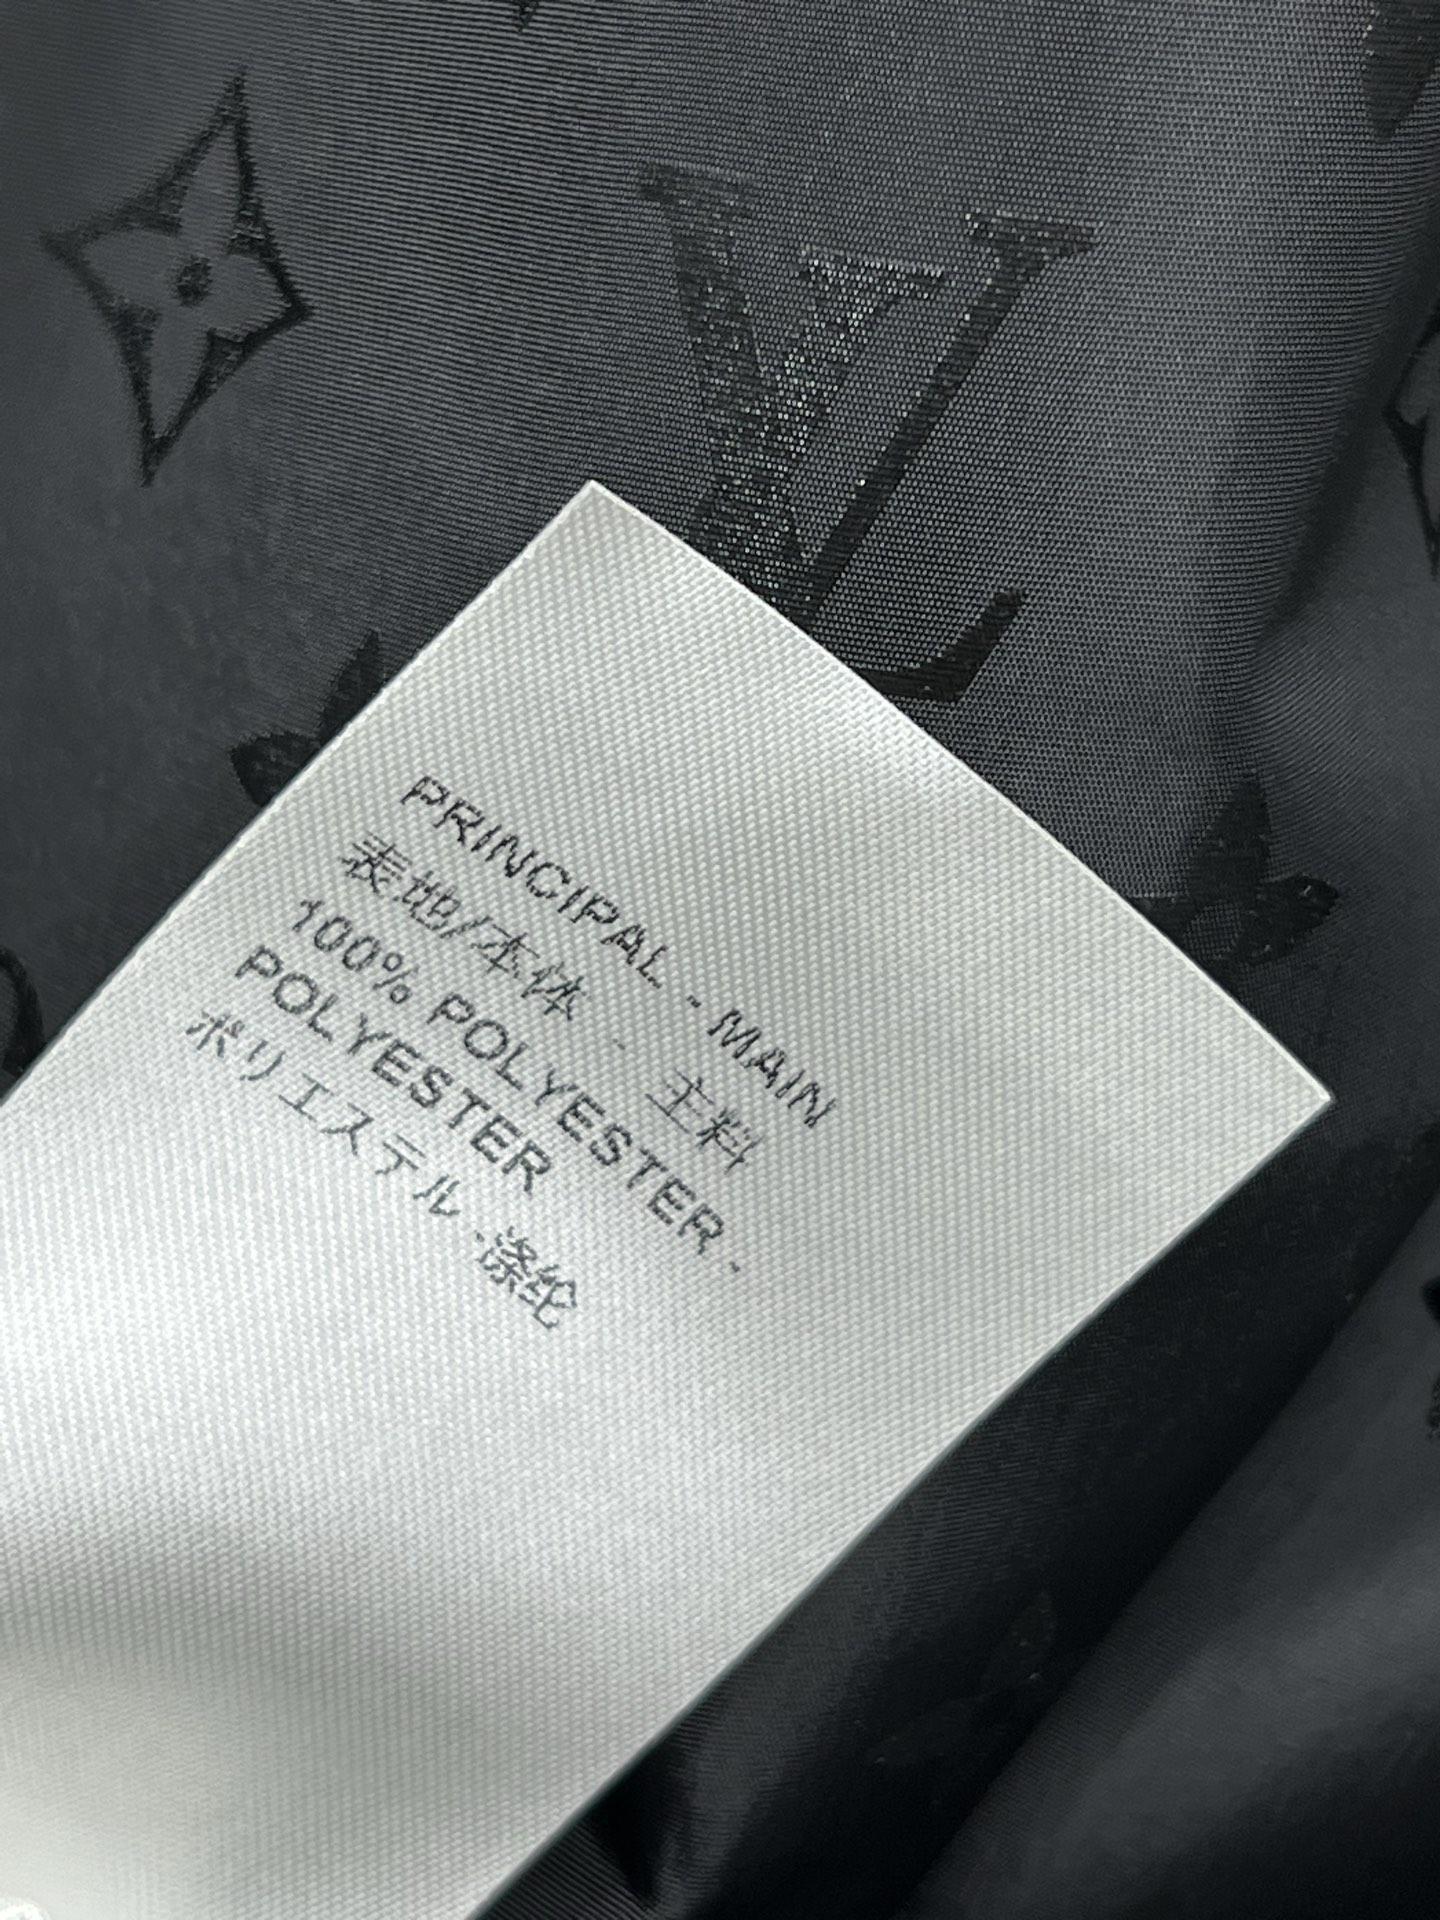 LV
PRINCIPAL - MAIN
表地/本体 - 主料
100% POLYESTER -
POLYESTER
ポリエステル -涤纶